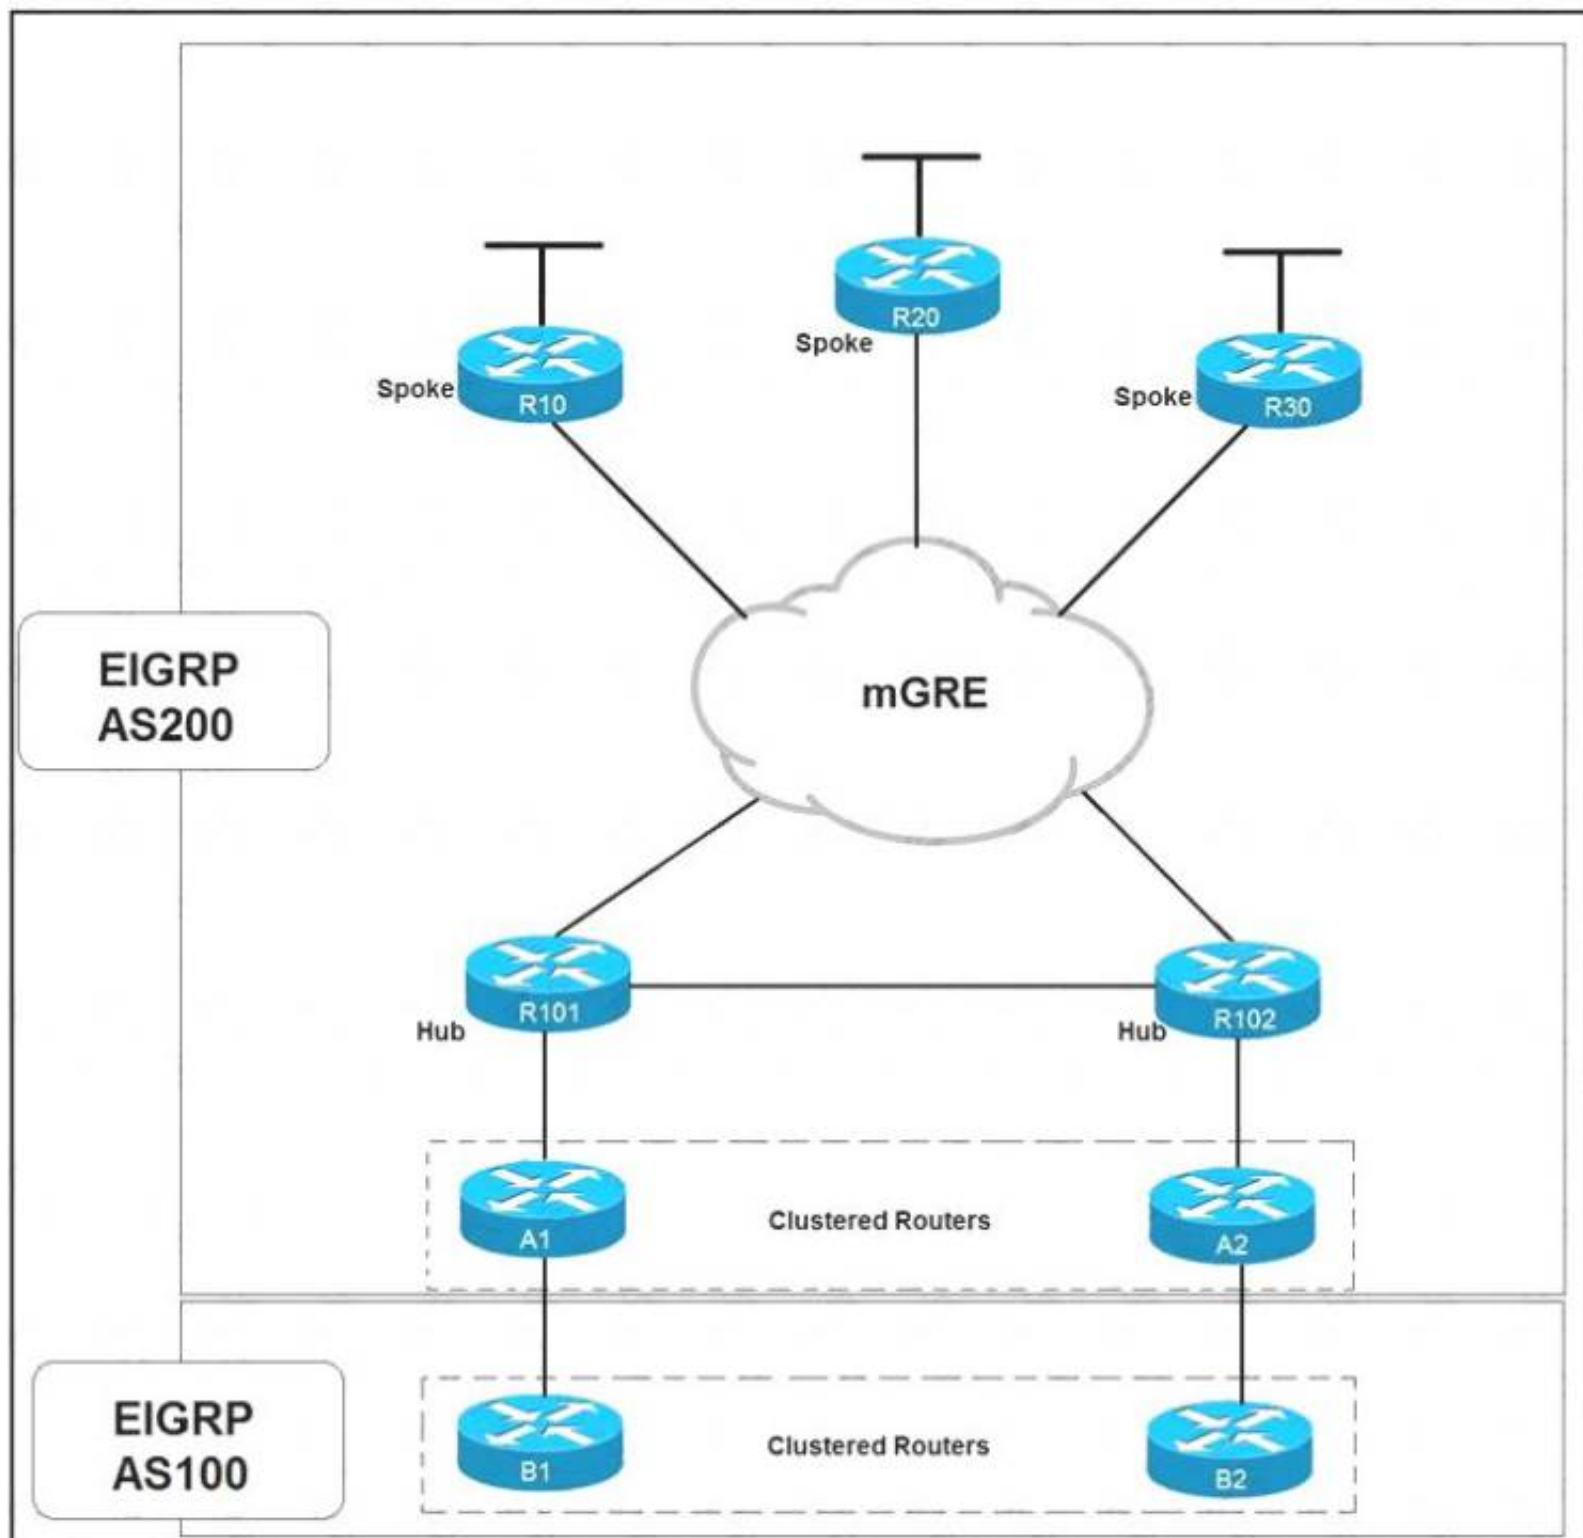 R20
Spoke
Spoke
R10
Spoke
R30
EIGRP
AS200
mGRE
R101
Hub
R102
Hub
A1
Clustered Routers
A2
EIGRP
AS100
B1
Clustered Routers
B2